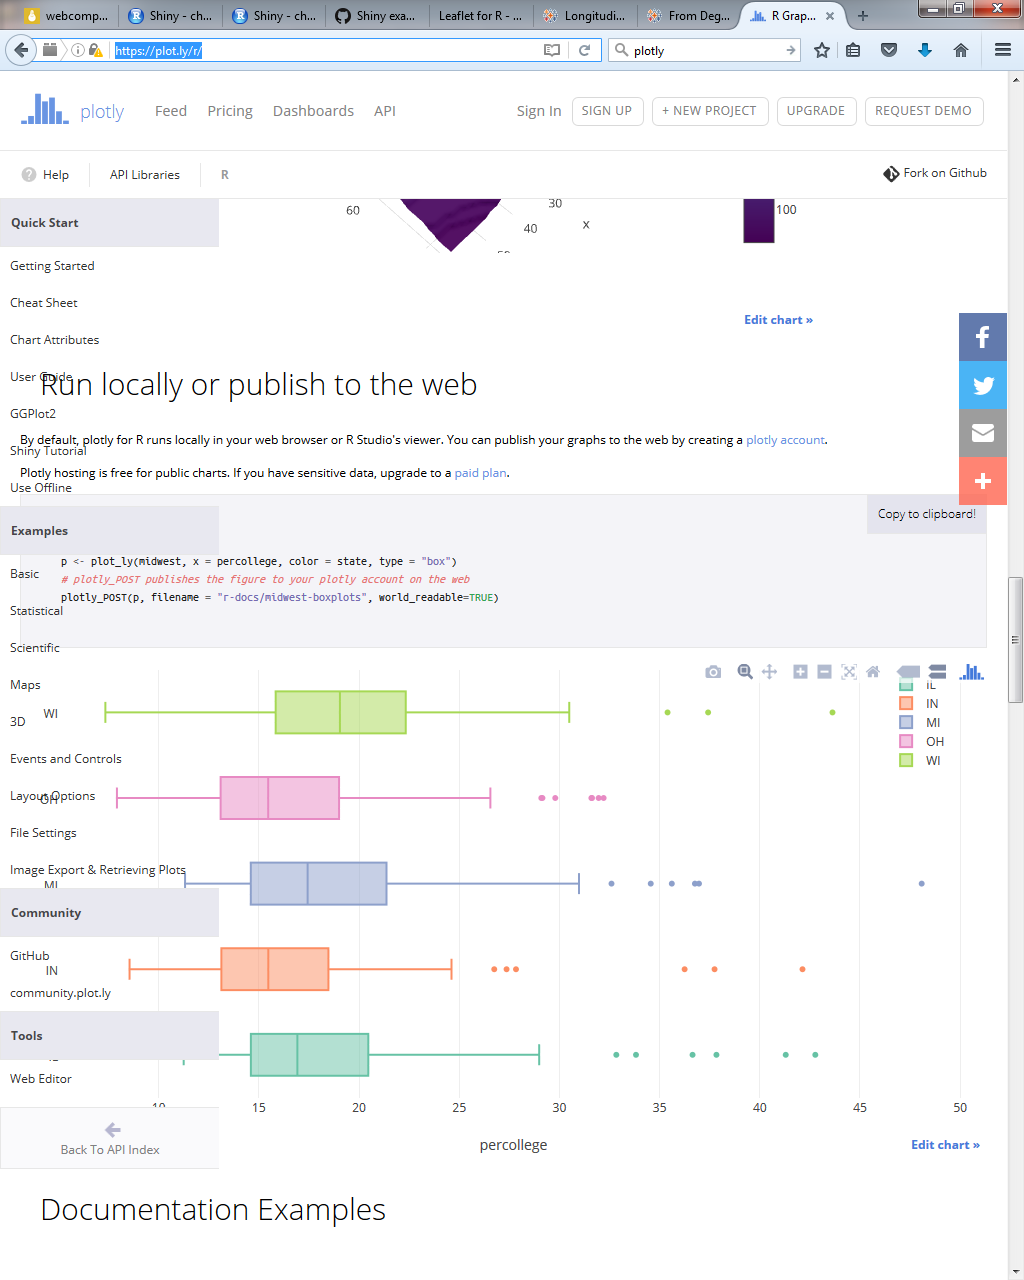 webcomp...
Shiny - ch...
Shiny - ch...
Shiny exa...
Leaflet for R - ...
Longitudi...
From Deg...
R Grap...
https://plot.ly/r/
plotly
plotly
Feed
Pricing
Dashboards
API
Sign In
SIGN UP
+ NEW PROJECT
UPGRADE
REQUEST DEMO
Help
API Libraries
R
Fork on Github
60
30
40
x
100
Edit chart »
Quick Start
Getting Started
Cheat Sheet
Chart Attributes
User Guide
GGPlot2
Shiny Tutorial
Use Offline
Examples
Basic
Statistical
Scientific
Maps
3D
Events and Controls
Layout Options
File Settings
Image Export & Retrieving Plots
Community
GitHub
community.plot.ly
Tools
Web Editor
Back To API Index
Run locally or publish to the web
By default, plotly for R runs locally in your web browser or R Studio's viewer. You can publish your graphs to the web by creating a plotly account.
Plotly hosting is free for public charts. If you have sensitive data, upgrade to a paid plan.
Copy to clipboard!
p <- plot_ly(midwest, x = percollege, color = state, type = "box")
# plotly_POST publishes the figure to your plotly account on the web
plotly_POST(p, filename = "r-docs/midwest-boxplots", world_readable=TRUE)
IL
IN
MI
OH
WI
WI
OH
MI
IN
10
15
20
25
30
35
40
45
50
percollege
Edit chart »
Documentation Examples